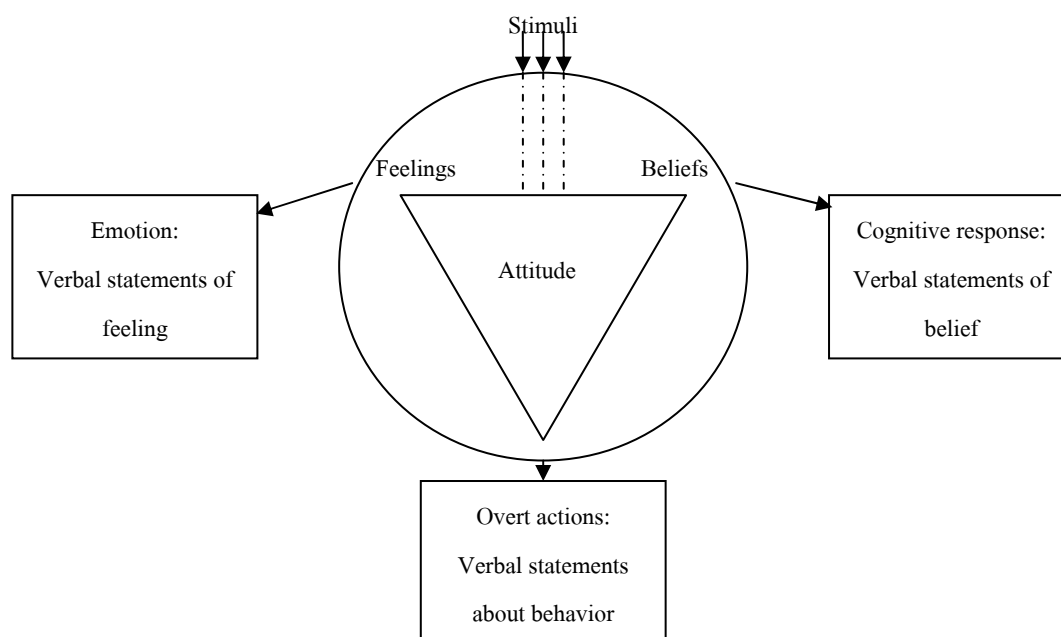 Stimuli
Feelings
Beliefs
Emotion:
Verbal statements of
feeling
Attitude
Cognitive response:
Verbal statements of
belief
Overt actions:
Verbal statements
about behavior